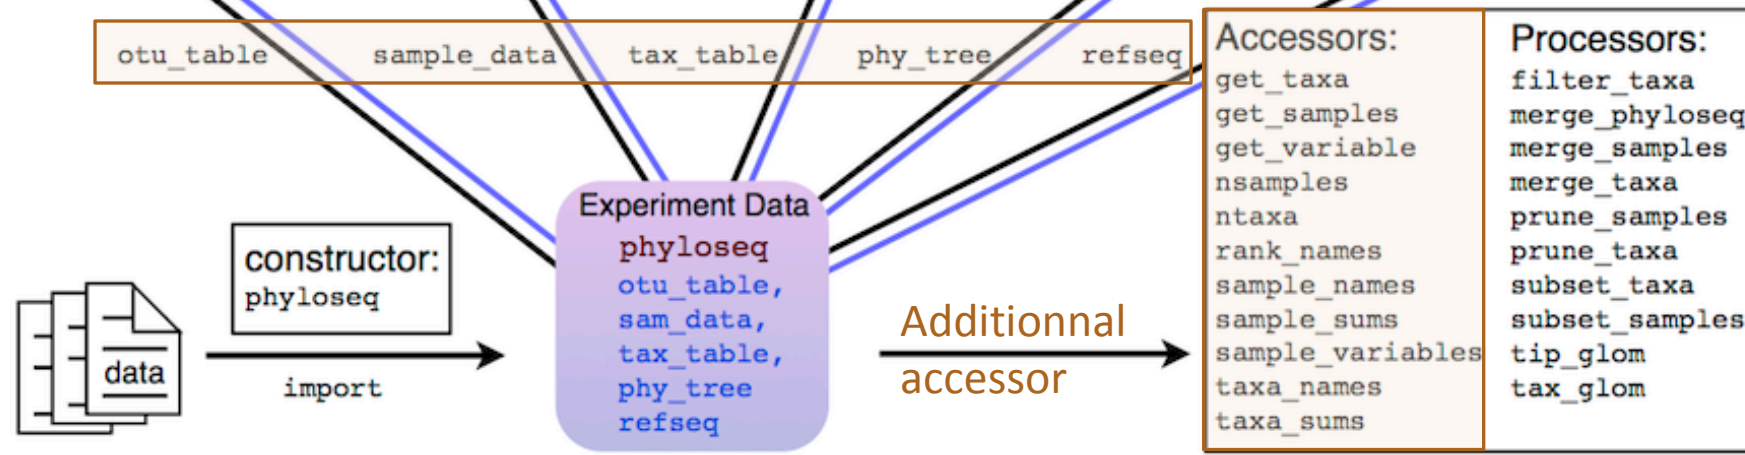 otu_table sample_data tax_table phy_tree refseq
data
constructor:
phyloseq
import
Experiment Data
phyloseq
otu_table,
sam_data,
tax_table,
phy_tree
refseq
Additionnal
accessor
Accessors:
get_taxa
get_samples
get_variable
nsamples
ntaxa
rank_names
sample_names
sample_sums
sample_variables
taxa_names
taxa_sums
Processors:
filter_taxa
merge_phyloseq
merge_samples
merge_taxa
prune_samples
prune_taxa
subset_taxa
subset_samples
tip_glom
tax_glom